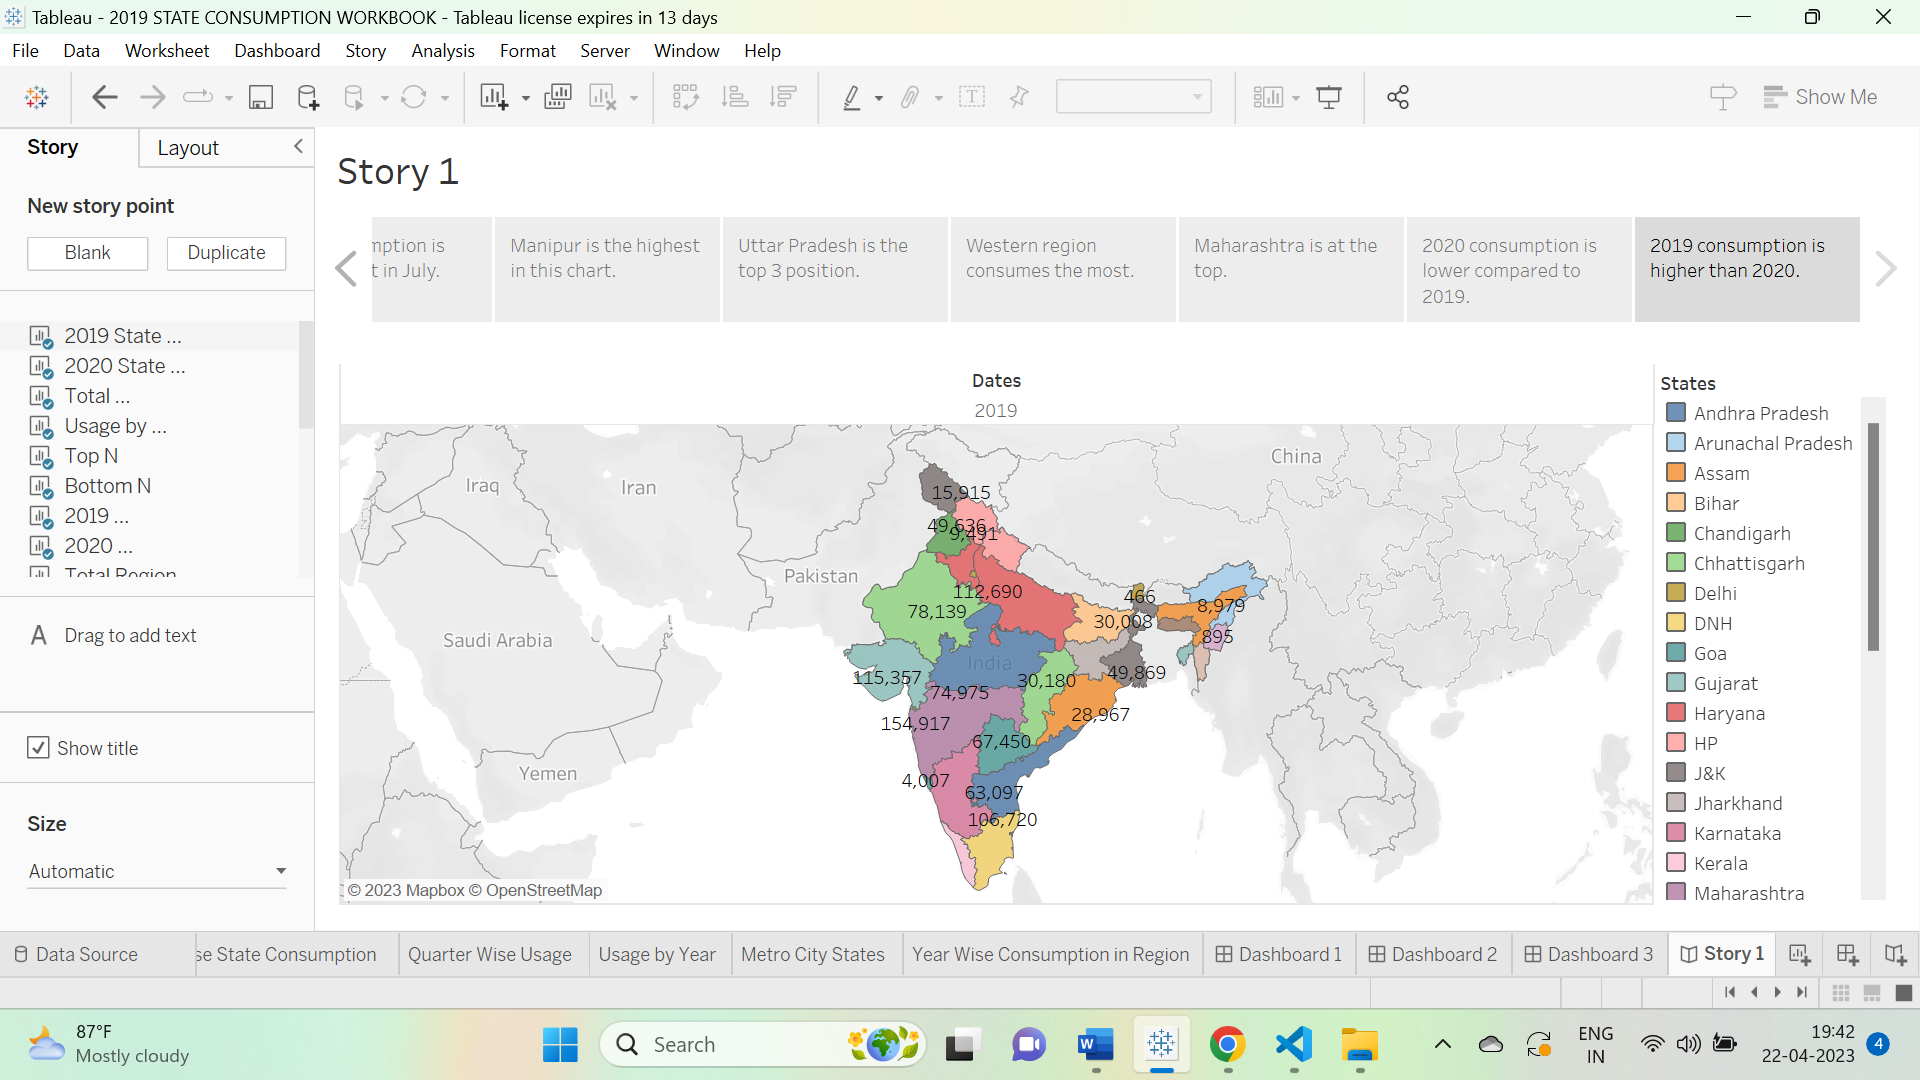 Tableau - 2019 STATE CONSUMPTION WORKBOOK - Tableau license expires in 13 days
File Data Worksheet Dashboard Story Analysis Format Server Window Help
Show Me
Story Layout
New story point
Blank Duplicate
2019 State ...
2020 State ...
Total ...
Usage by ...
Top N
Bottom N
2019 ...
2020 ...
Total Region
A Drag to add text
Show title
Size
Automatic
Story 1
mption is
t in July.
Manipur is the highest
in this chart.
Uttar Pradesh is the
top 3 position.
Western region
consumes the most.
Maharashtra is at the
top.
2020 consumption is
lower compared to
2019.
2019 consumption is
higher than 2020.
Dates
2019
China
Iraq
Iran
Pakistan
Saudi Arabia
Yemen
India
15,915
49,636
9,491
112,690
78,139
466
8,979
30,008
895
115,357
74,975
30,180
49,869
154,917
28,967
67,450
4,007
63,097
106,720
© 2023 Mapbox © OpenStreetMap
States
Andhra Pradesh
Arunachal Pradesh
Assam
Bihar
Chandigarh
Chhattisgarh
Delhi
DNH
Goa
Gujarat
Haryana
HP
J&K
Jharkhand
Karnataka
Kerala
Maharashtra
Data Source se State Consumption Quarter Wise Usage Usage by Year Metro City States Year Wise Consumption in Region Dashboard 1 Dashboard 2 Dashboard 3 Story 1
87°F
Mostly cloudy
Search
ENG
IN
19:42
22-04-2023
4